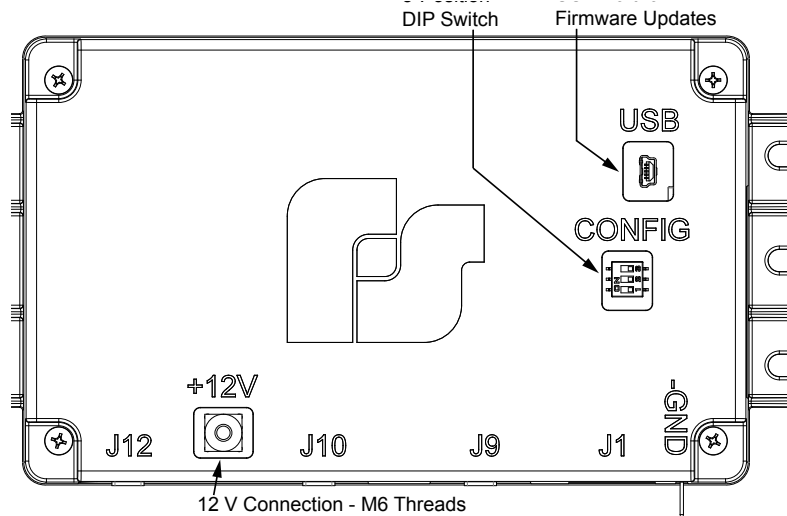 DIP Switch
Firmware Updates
USB
CONFIG
+12V
-GND
J12
J10
J9
J1
12 V Connection - M6 Threads